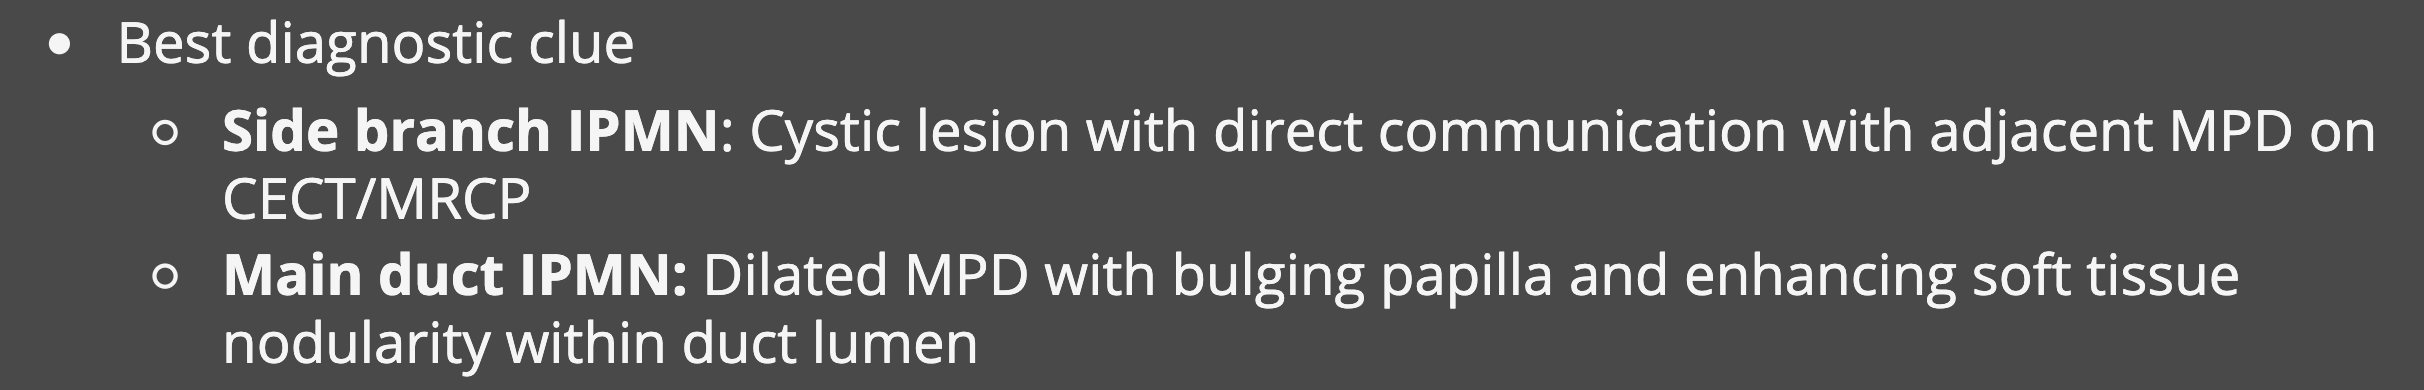 • Best diagnostic clue
○ Side branch IPMN: Cystic lesion with direct communication with adjacent MPD on
CECT/MRCP
○ Main duct IPMN: Dilated MPD with bulging papilla and enhancing soft tissue
nodularity within duct lumen